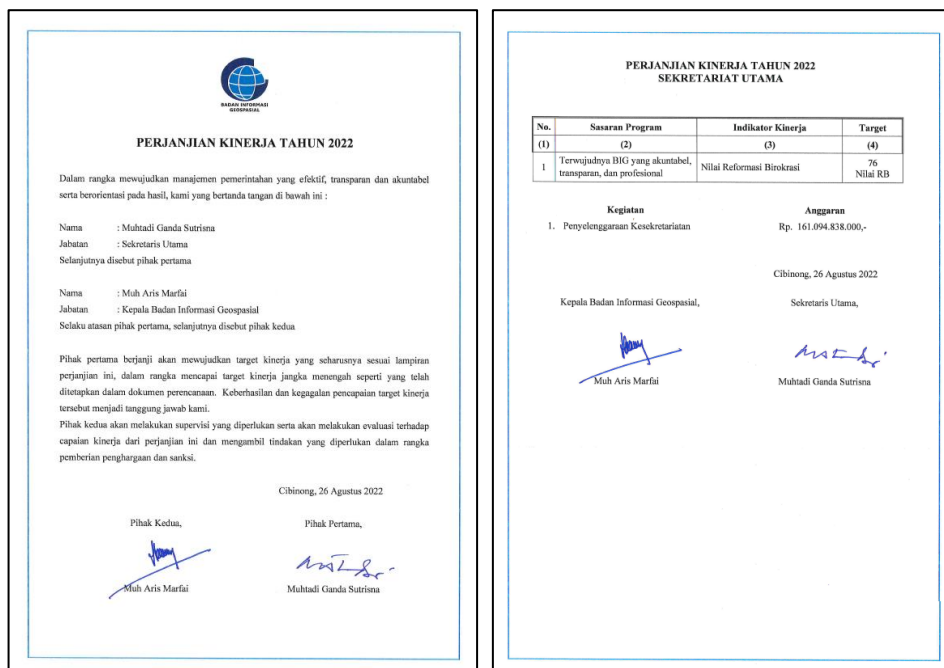 BADAN INFORMASI
GEOSPASIAL
PERJANJIAN KINERJA TAHUN 2022
Dalam rangka mewujudkan manajemen pemerintahan yang efektif, transparan dan akuntabel
serta berorientasi pada hasil, kami yang bertanda tangan di bawah ini :
Nama : Muhtadi Ganda Sutrisna
Jabatan : Sekretaris Utama
Selanjutnya disebut pihak pertama
Nama : Muh Aris Marfai
Jabatan : Kepala Badan Informasi Geospasial
Selaku atasan pihak pertama, selanjutnya disebut pihak kedua
Pihak pertama berjanji akan mewujudkan target kinerja yang seharusnya sesuai lampiran
perjanjian ini, dalam rangka mencapai target kinerja jangka menengah seperti yang telah
ditetapkan dalam dokumen perencanaan. Keberhasilan dan kegagalan pencapaian target kinerja
tersebut menjadi tanggung jawab kami.
Pihak kedua akan melakukan supervisi yang diperlukan serta akan melakukan evaluasi terhadap
capaian kinerja dari perjanjian ini dan mengambil tindakan yang diperlukan dalam rangka
pemberian penghargaan dan sanksi.
Cibinong, 26 Agustus 2022
Pihak Kedua, Pihak Pertama,
Muh Aris Marfai Muhtadi Ganda Sutrisna
PERJANJIAN KINERJA TAHUN 2022
SEKRETARIAT UTAMA
No. Sasaran Program Indikator Kinerja Target
(1) (2) (3) (4)
1 Terwujudnya BIG yang akuntabel, transparan, dan profesional Nilai Reformasi Birokrasi 76 Nilai RB
Kegiatan Anggaran
1. Penyelenggaraan Kesekretariatan Rp. 161.094.838.000,-
Cibinong, 26 Agustus 2022
Kepala Badan Informasi Geospasial, Sekretaris Utama,
Muh Aris Marfai Muhtadi Ganda Sutrisna